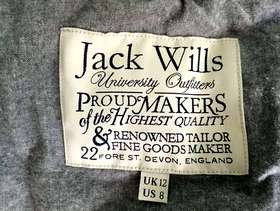 Jack Wills
University Outfitters
PROUD MAKERS
of the HIGHEST QUALITY
& RENOWNED TAILOR
FINE GOODS MAKER
22 FORE ST. DEVON, ENGLAND
UK 12
US 8